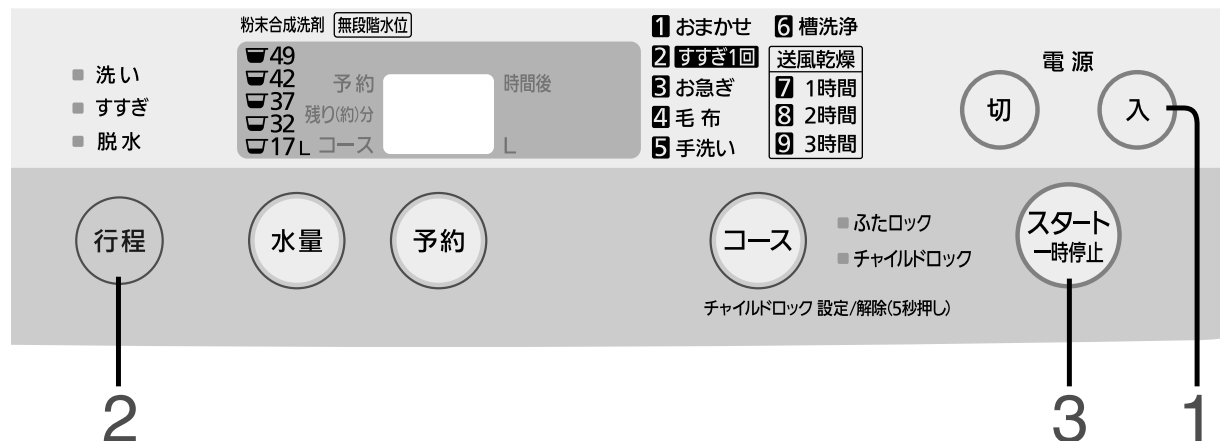 粉末合成洗剤 無段階水位
洗い
すすぎ
脱水
49
42
37
32
17L
予約 時間後
残り(約)分
コース L
1 おまかせ
2 すすぎ1回
3 お急ぎ
4 毛布
5 手洗い
6 槽洗浄
送風乾燥
7 1時間
8 2時間
9 3時間
電源
切 入
行程
水量
予約
コース
ふたロック
チャイルドロック
チャイルドロック 設定/解除(5秒押し)
スタート
一時停止
2 3 1